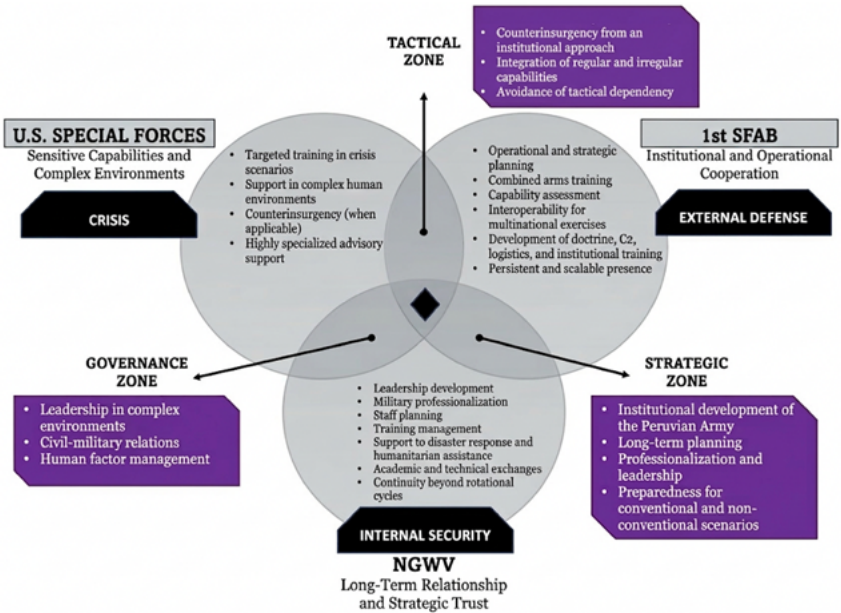 TACTICAL
ZONE
• Counterinsurgency from an
institutional approach
• Integration of regular and irregular
capabilities
• Avoidance of tactical dependency
U.S. SPECIAL FORCES
Sensitive Capabilities and
Complex Environments
CRISIS
1st SFAB
Institutional and Operational
Cooperation
EXTERNAL DEFENSE
• Targeted training in crisis
scenarios
• Support in complex human
environments
• Counterinsurgency (when
applicable)
• Highly specialized advisory
support
• Operational and strategic
planning
• Combined arms training
• Capability assessment
• Interoperability for
multinational exercises
• Development of doctrine, C2,
logistics, and institutional training
• Persistent and scalable presence
GOVERNANCE
ZONE
• Leadership in complex
environments
• Civil-military relations
• Human factor management
STRATEGIC
ZONE
• Institutional development of
the Peruvian Army
• Long-term planning
• Professionalization and
leadership
• Preparedness for
conventional and non-
conventional scenarios
• Leadership development
• Military professionalization
• Staff planning
• Training management
• Support to disaster response and
humanitarian assistance
• Academic and technical exchanges
• Continuity beyond rotational
cycles
INTERNAL SECURITY
NGWV
Long-Term Relationship
and Strategic Trust